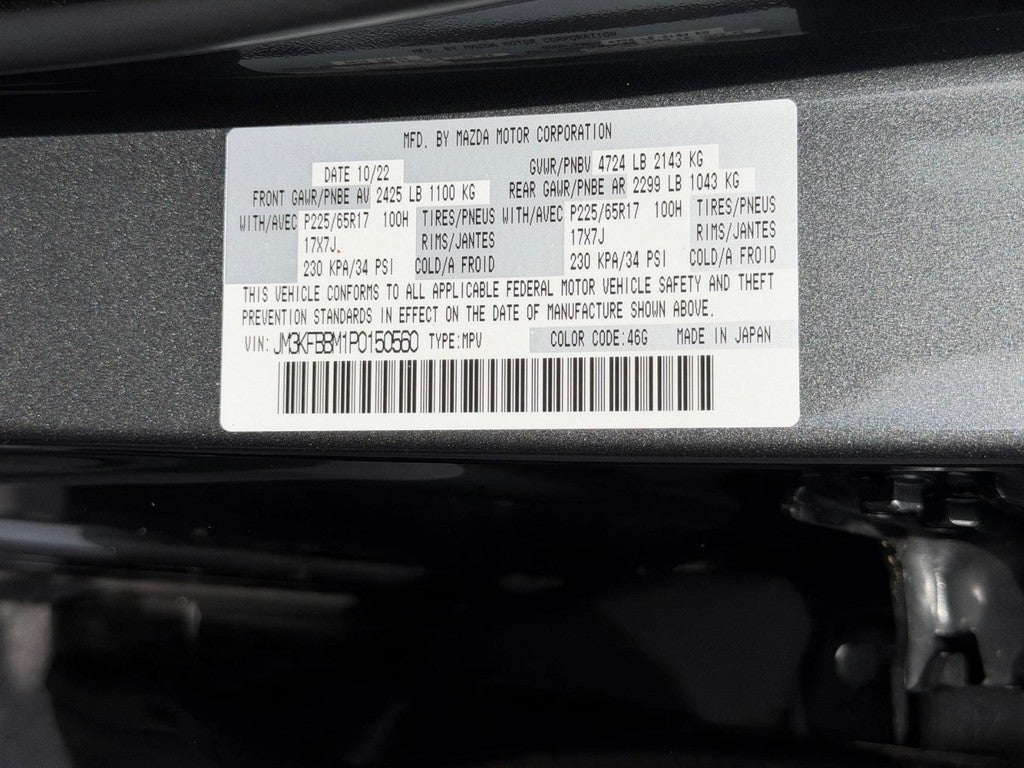 MFD. BY MAZDA MOTOR CORPORATION
DATE 10/22 GVWR/PNBV 4724 LB 2143 KG
FRONT GAWR/PNBE AV 2425 LB 1100 KG REAR GAWR/PNBE AR 2299 LB 1043 KG
WITH/AVEC P225/65R17 100H TIRES/PNEUS WITH/AVEC P225/65R17 100H TIRES/PNEUS
17X7J RIMS/JANTES 17X7J RIMS/JANTES
230 KPA/34 PSI COLD/A FROID 230 KPA/34 PSI COLD/A FROID
THIS VEHICLE CONFORMS TO ALL APPLICABLE FEDERAL MOTOR VEHICLE SAFETY AND THEFT
PREVENTION STANDARDS IN EFFECT ON THE DATE OF MANUFACTURE SHOWN ABOVE.
VIN: JM3KFBBM1P0150560 TYPE:MPV COLOR CODE:46G MADE IN JAPAN